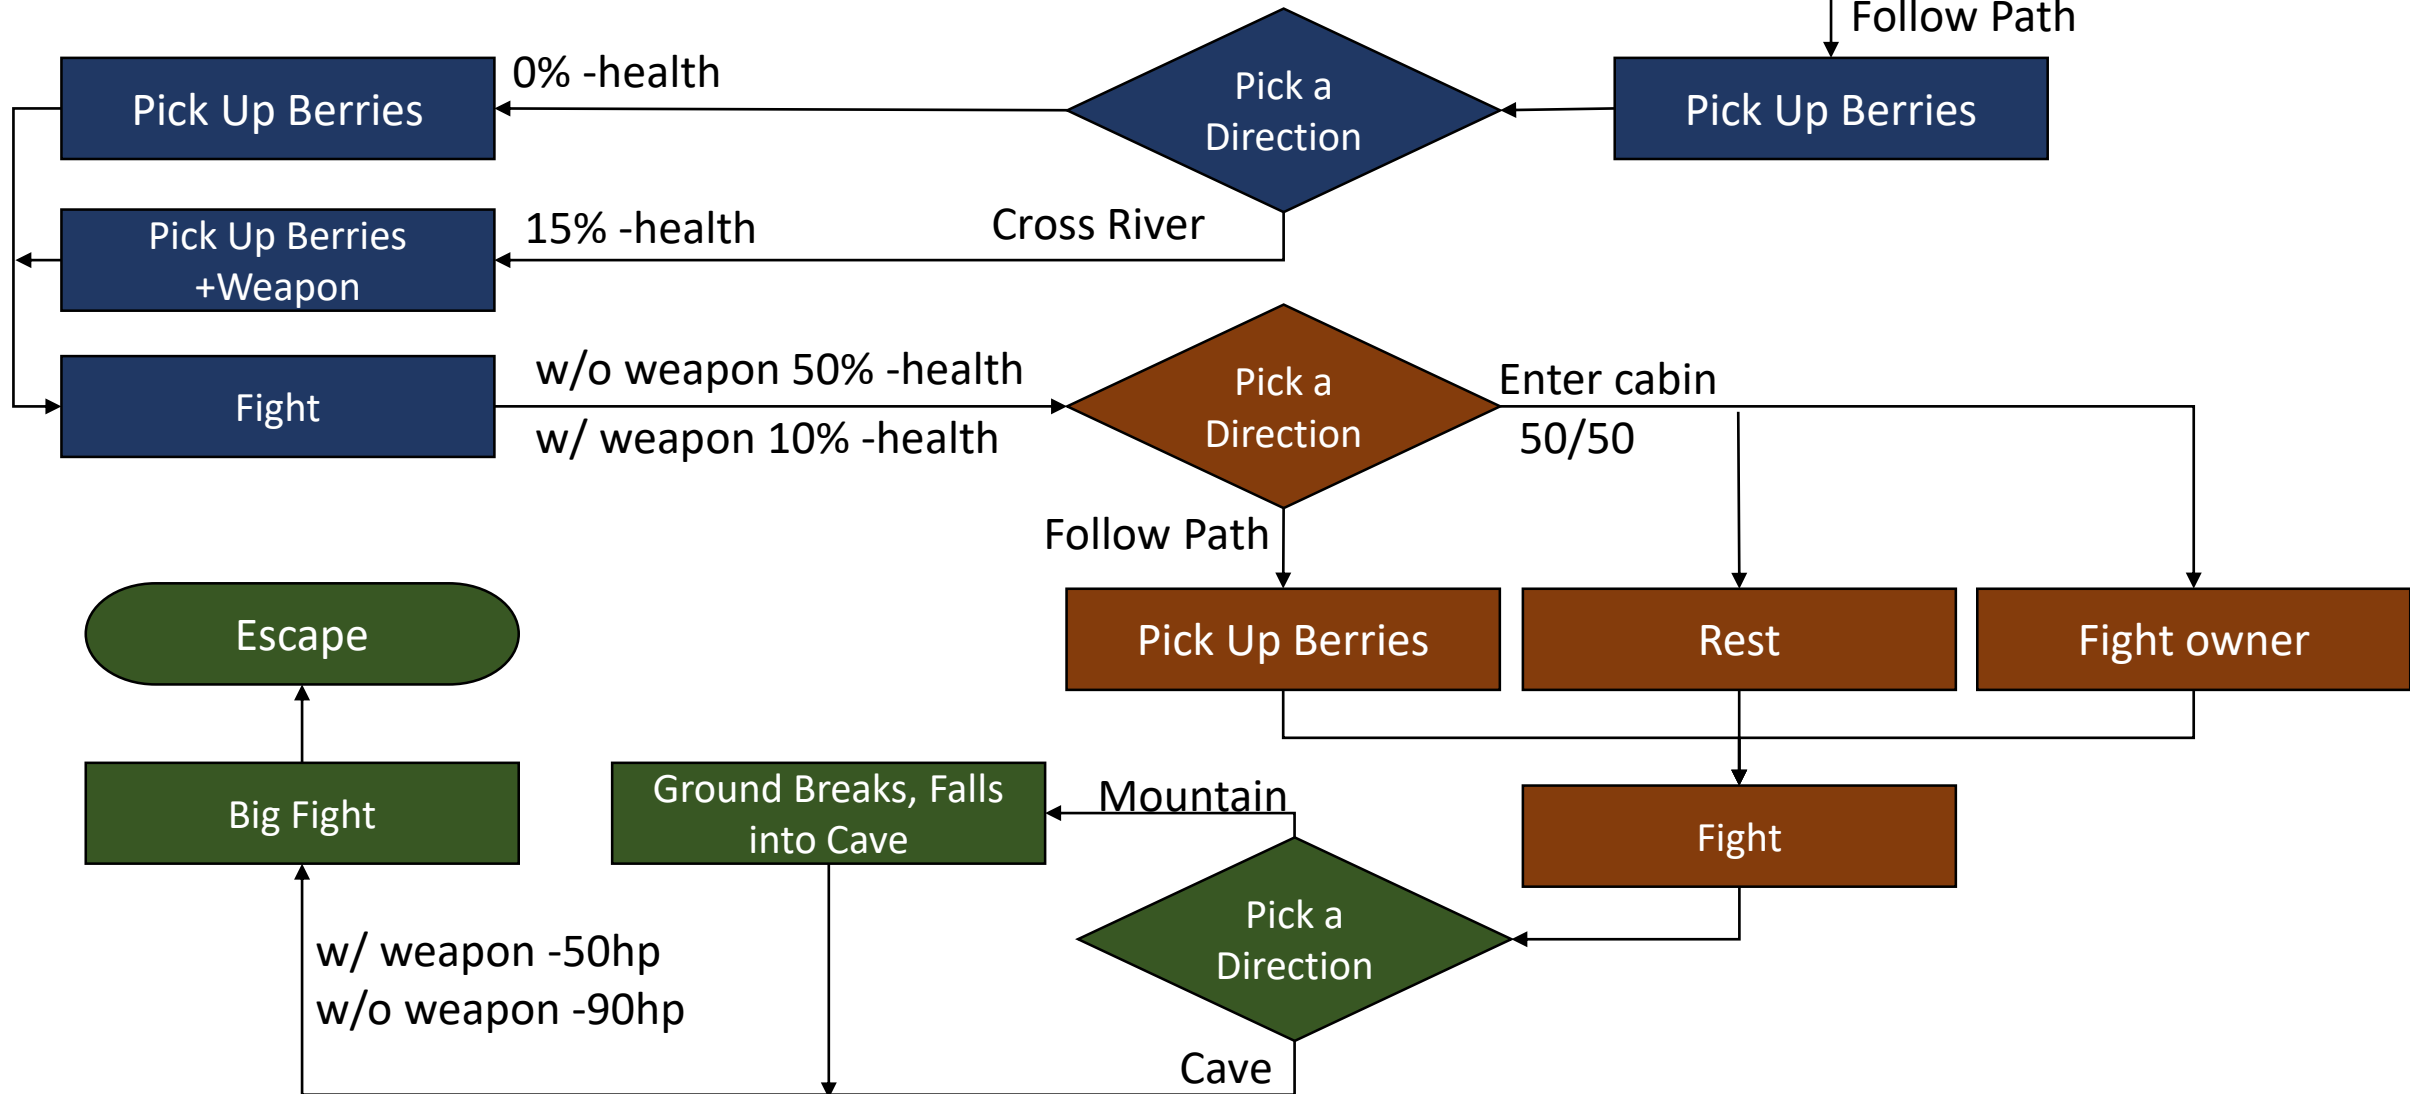 Follow Path
0% -health
Pick Up Berries
Pick a
Direction
Pick Up Berries
Pick Up Berries
+Weapon
15% -health
Cross River
Fight
w/o weapon 50% -health
w/ weapon 10% -health
Pick a
Direction
Enter cabin
50/50
Follow Path
Escape
Pick Up Berries
Rest
Fight owner
Big Fight
Ground Breaks, Falls
into Cave
Mountain
Fight
Pick a
Direction
w/ weapon -50hp
w/o weapon -90hp
Cave